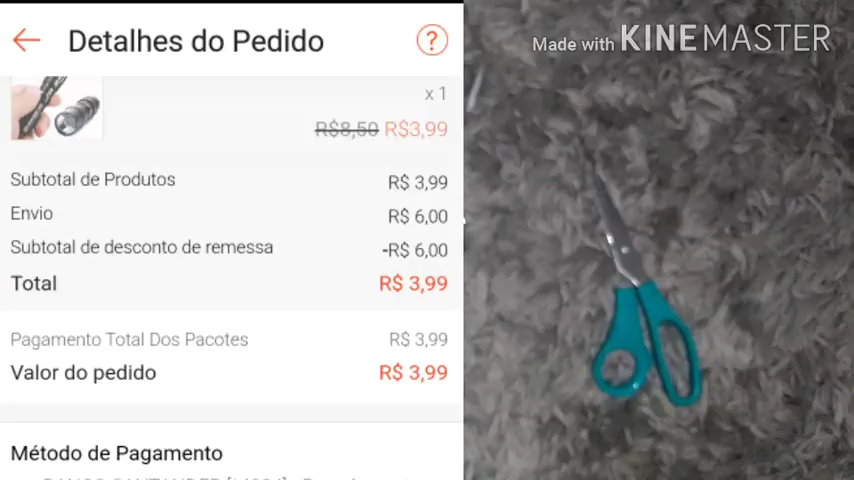 Detalhes do Pedido
?
x 1
R$8,50 R$3,99
Subtotal de Produtos R$ 3,99
Envio R$ 6,00
Subtotal de desconto de remessa -R$ 6,00
Total R$ 3,99
Pagamento Total Dos Pacotes R$ 3,99
Valor do pedido R$ 3,99
Método de Pagamento
Made with KINEMASTER